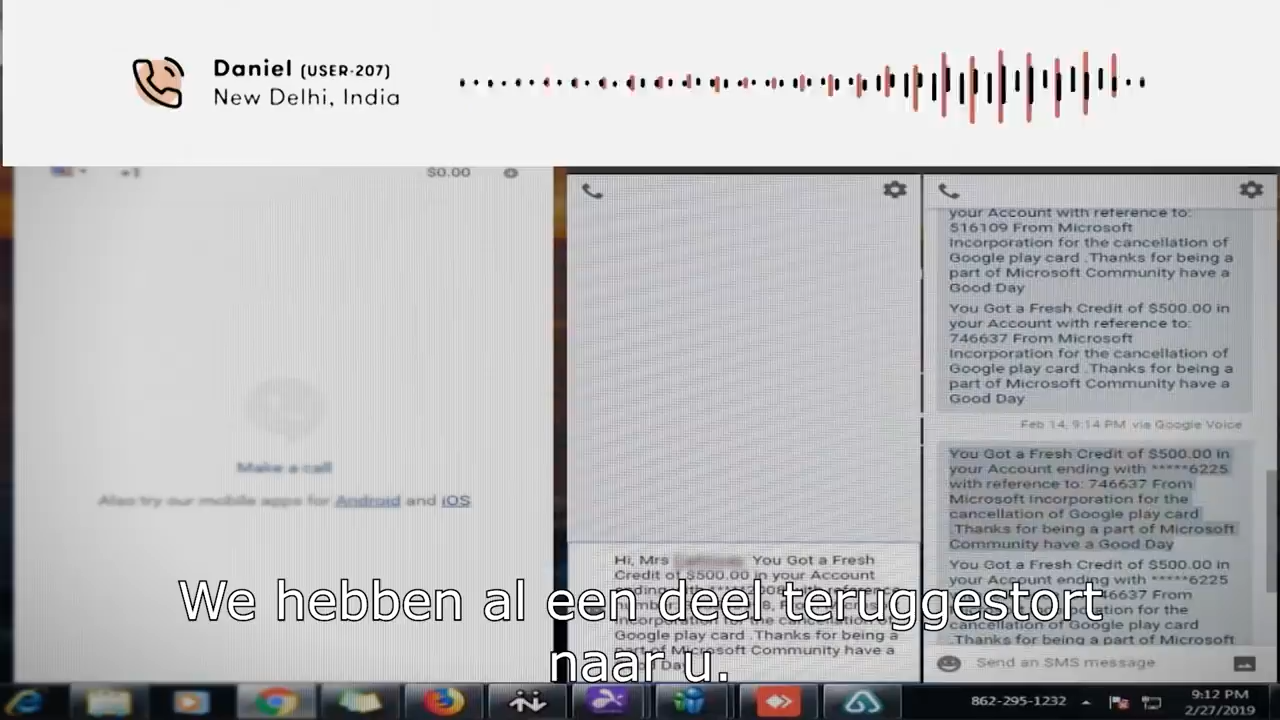 Daniel (USER-207)
New Delhi, India
+1
$0.00
Make a call
Also try our mobile apps for Android and iOS
Hi, Mrs You Got a Fresh
Credit of $500.00 in your Account
Google play card .Thanks for being a
part of Microsoft Community have a
your Account with reference to:
516109 From Microsoft
Incorporation for the cancellation of
Google play card .Thanks for being a
part of Microsoft Community have a
Good Day
You Got a Fresh Credit of $500.00 in
your Account with reference to:
746637 From Microsoft
Incorporation for the cancellation of
Google play card .Thanks for being a
part of Microsoft Community have a
Good Day
Feb 14, 9:14 PM via Google Voice
You Got a Fresh Credit of $500.00 in
your Account ending with *****6225
with reference to: 746637 From
Microsoft Incorporation for the
cancellation of Google play card
.Thanks for being a part of Microsoft
Community have a Good Day
You Got a Fresh Credit of $500.00 in
your Account ending with *****6225
cancellation of Google play card
.Thanks for being a part of Microsoft
Send an SMS message
We hebben al een deel teruggestort
naar u.
862-295-1232
9:12 PM
2/27/2019